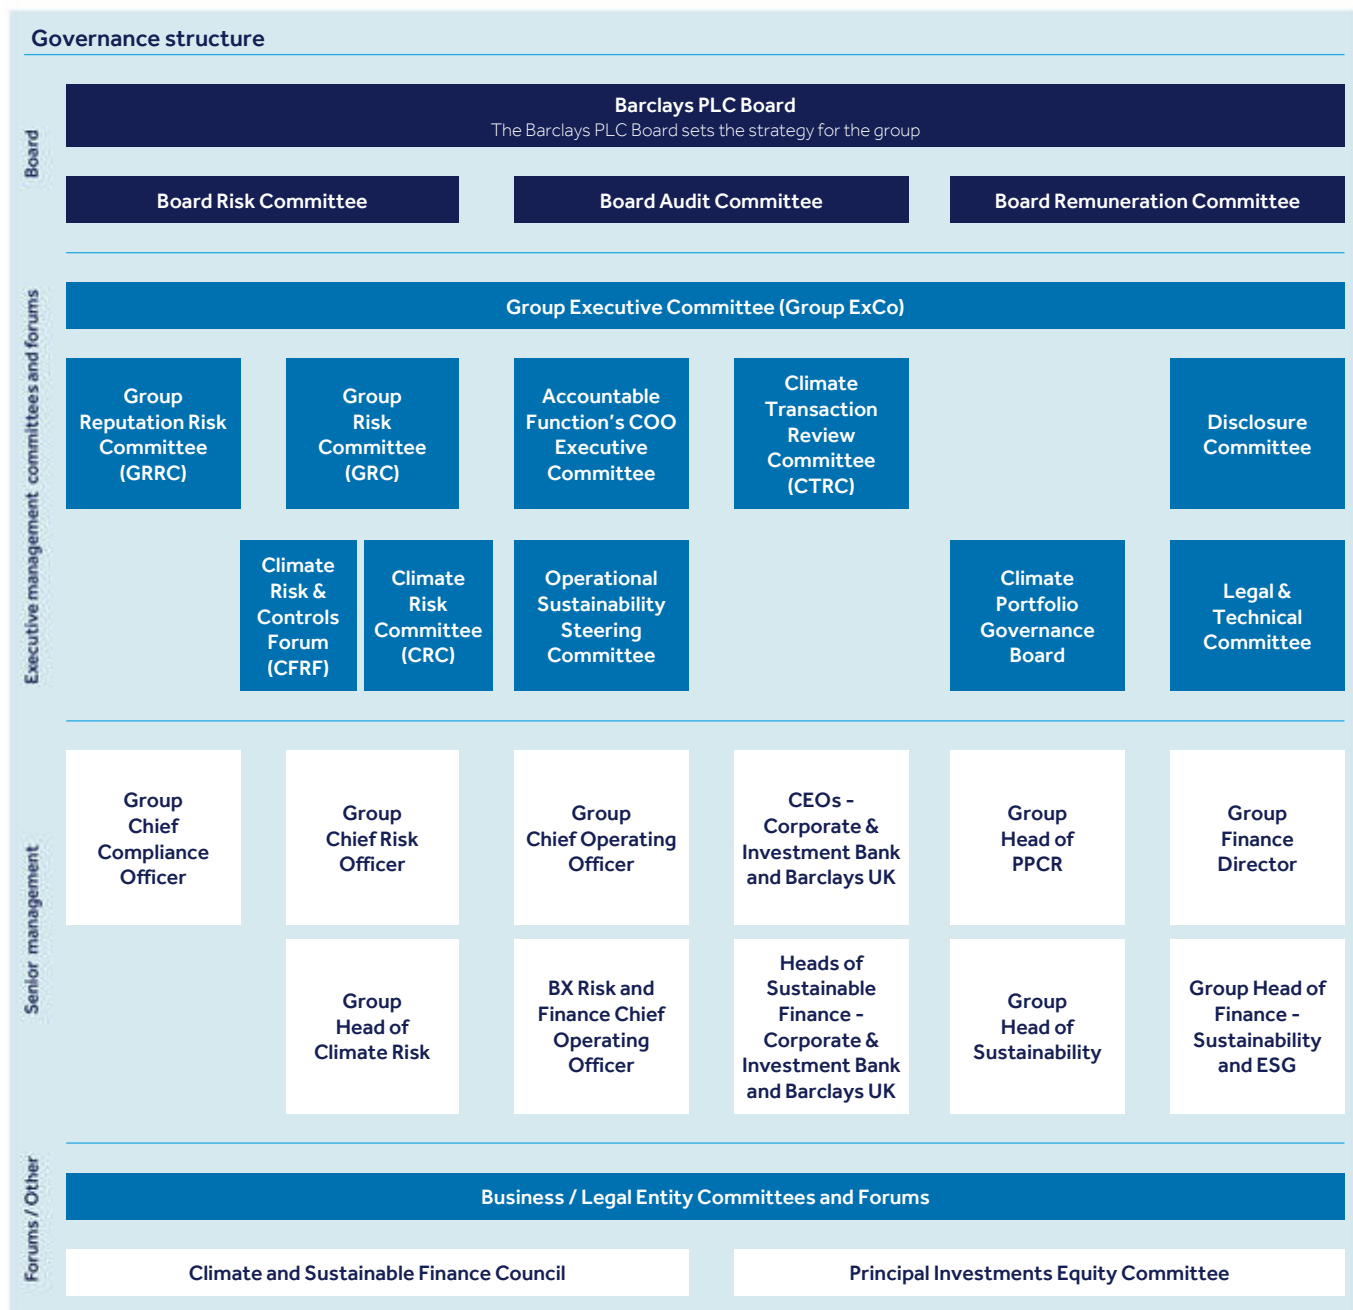 Governance structure
Board
Barclays PLC Board
The Barclays PLC Board sets the strategy for the group
Board Risk Committee
Board Audit Committee
Board Remuneration Committee
Executive management committees and forums
Group Executive Committee (Group ExCo)
Group
Reputation Risk
Committee
(GRRC)
Group
Risk
Committee
(GRC)
Accountable
Function’s COO
Executive
Committee
Climate
Transaction
Review
Committee
(CTRC)
Disclosure
Committee
Climate
Risk &
Controls
Forum
(CFRF)
Climate
Risk
Committee
(CRC)
Operational
Sustainability
Steering
Committee
Climate
Portfolio
Governance
Board
Legal &
Technical
Committee
Senior management
Group
Chief
Compliance
Officer
Group
Chief Risk
Officer
Group
Chief Operating
Officer
CEOs -
Corporate &
Investment Bank
and Barclays UK
Group
Head of
PPCR
Group
Finance
Director
Group
Head of
Climate Risk
BX Risk and
Finance Chief
Operating
Officer
Heads of
Sustainable
Finance -
Corporate &
Investment Bank
and Barclays UK
Group
Head of
Sustainability
Group Head of
Finance -
Sustainability
and ESG
Forums / Other
Business / Legal Entity Committees and Forums
Climate and Sustainable Finance Council
Principal Investments Equity Committee